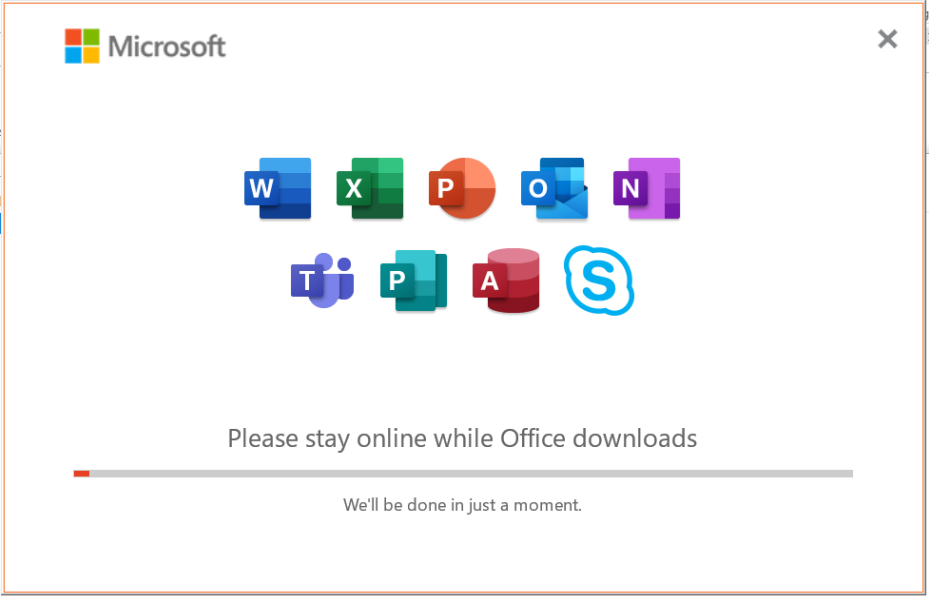 Microsoft
W X P O N
T P A S
Please stay online while Office downloads
We'll be done in just a moment.